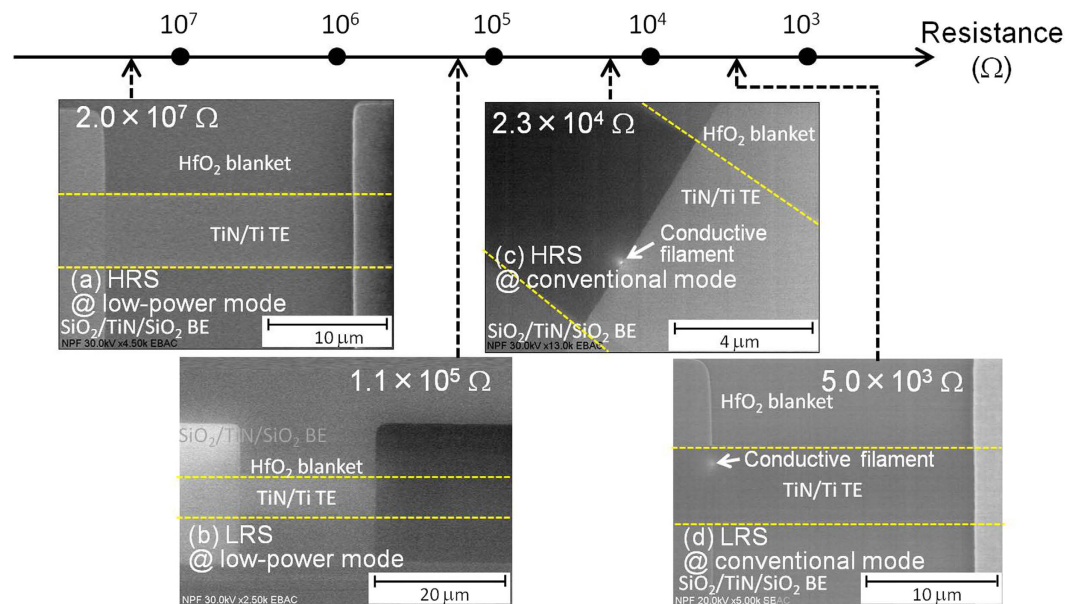 10⁷ 10⁶ 10⁵ 10⁴ 10³
Resistance
(Ω)
2.0 × 10⁷ Ω
HfO₂ blanket
TiN/Ti TE
(a) HRS
@ low-power mode
SiO₂/TiN/SiO₂ BE
10 μm
NPF 30.0kV x4.50k EBAC
2.3 × 10⁴ Ω
HfO₂ blanket
TiN/Ti TE
Conductive
filament
(c) HRS
@ conventional mode
SiO₂/TiN/SiO₂ BE
4 μm
NPF 30.0kV x13.0k EBAC
1.1 × 10⁵ Ω
SiO₂/TiN/SiO₂ BE
HfO₂ blanket
TiN/Ti TE
(b) LRS
@ low-power mode
20 μm
NPF 30.0kV x2.50k EBAC
5.0 × 10³ Ω
HfO₂ blanket
Conductive filament
TiN/Ti TE
(d) LRS
@ conventional mode
SiO₂/TiN/SiO₂ BE
10 μm
NPF 20.0kV x5.00k SEBAC